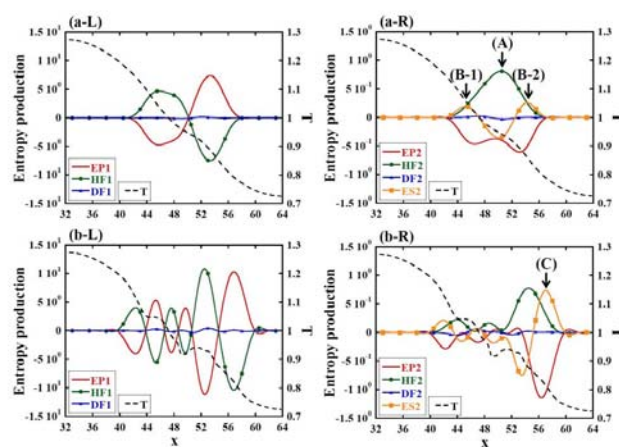 (a-L)
1.5 10¹
1 10¹
5 10⁰
0
-5 10⁰
-1 10¹
-1.5 10¹
Entropy production
EP1
HF1
DF1
T
1.3
1.2
1.1
1
0.9
0.8
0.7
T
32 36 40 44 48 52 56 60 64
(a-R)
(A)
(B-1)
(B-2)
1.5 10⁰
1 10⁰
5 10⁻¹
0
-5 10⁻¹
-1 10⁰
-1.5 10⁰
Entropy production
EP2
HF2
DF2
ES2
T
1.3
1.2
1.1
1
0.9
0.8
0.7
T
32 36 40 44 48 52 56 60 64
(b-L)
1.5 10¹
1 10¹
5 10⁰
0
-5 10⁰
-1 10¹
-1.5 10¹
Entropy production
EP1
HF1
DF1
T
1.3
1.2
1.1
1
0.9
0.8
0.7
T
32 36 40 44 48 52 56 60 64
x
(b-R)
(C)
1.5 10⁰
1 10⁰
5 10⁻¹
0
-5 10⁻¹
-1 10⁰
-1.5 10⁰
Entropy production
EP2
HF2
DF2
ES2
T
1.3
1.2
1.1
1
0.9
0.8
0.7
T
32 36 40 44 48 52 56 60 64
x